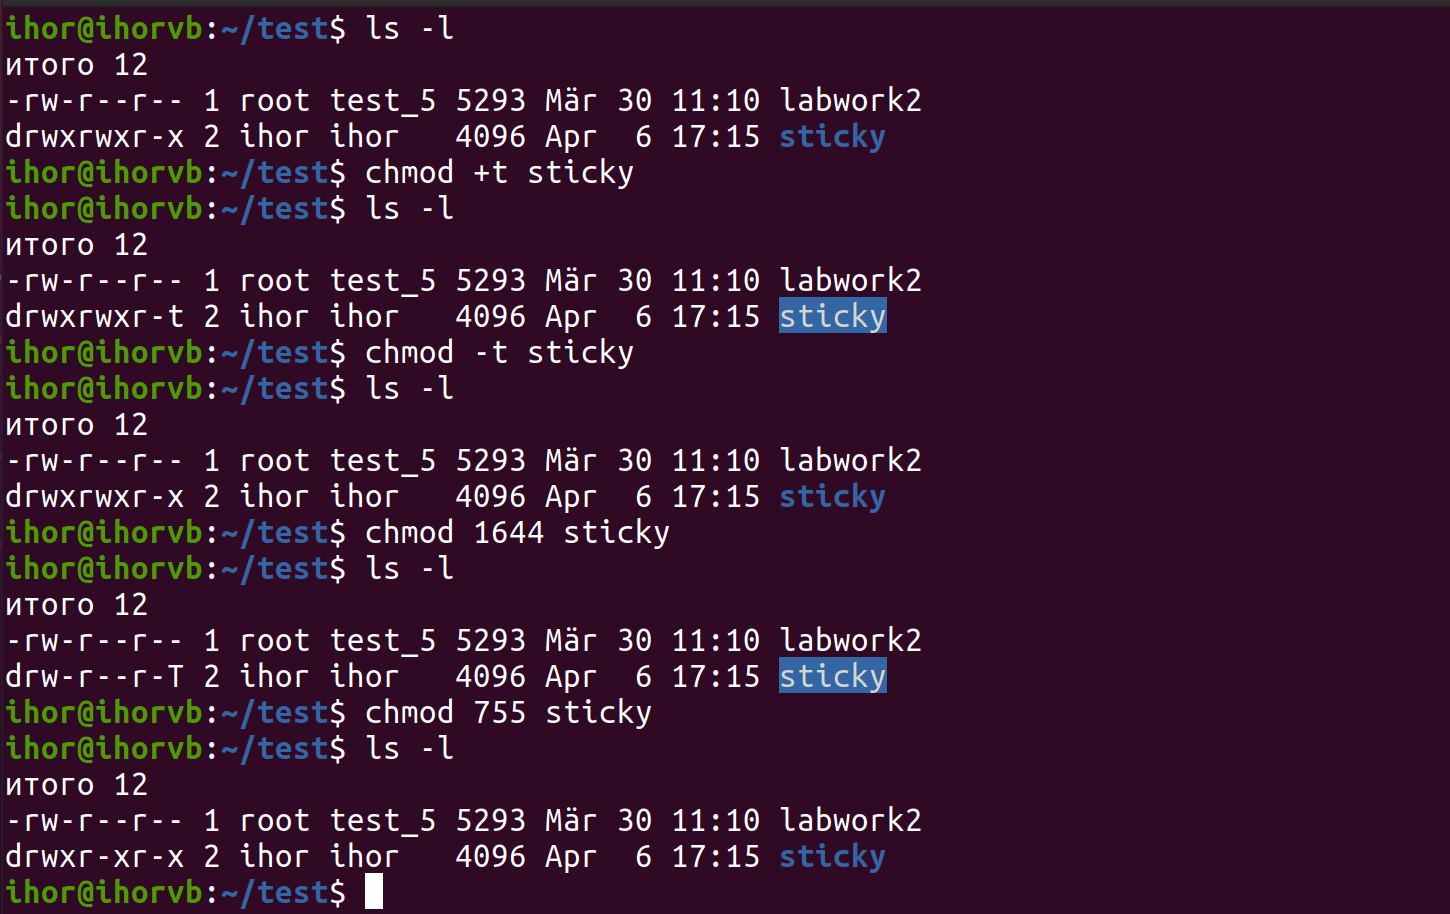 ihor@ihorvb:~/test$ ls -l
итого 12
-rw-r--r-- 1 root test_5 5293 Mär 30 11:10 labwork2
drwxrwxr-x 2 ihor ihor   4096 Apr  6 17:15 sticky
ihor@ihorvb:~/test$ chmod +t sticky
ihor@ihorvb:~/test$ ls -l
итого 12
-rw-r--r-- 1 root test_5 5293 Mär 30 11:10 labwork2
drwxrwxr-t 2 ihor ihor   4096 Apr  6 17:15 sticky
ihor@ihorvb:~/test$ chmod -t sticky
ihor@ihorvb:~/test$ ls -l
итого 12
-rw-r--r-- 1 root test_5 5293 Mär 30 11:10 labwork2
drwxrwxr-x 2 ihor ihor   4096 Apr  6 17:15 sticky
ihor@ihorvb:~/test$ chmod 1644 sticky
ihor@ihorvb:~/test$ ls -l
итого 12
-rw-r--r-- 1 root test_5 5293 Mär 30 11:10 labwork2
drw-r--r-T 2 ihor ihor   4096 Apr  6 17:15 sticky
ihor@ihorvb:~/test$ chmod 755 sticky
ihor@ihorvb:~/test$ ls -l
итого 12
-rw-r--r-- 1 root test_5 5293 Mär 30 11:10 labwork2
drwxr-xr-x 2 ihor ihor   4096 Apr  6 17:15 sticky
ihor@ihorvb:~/test$